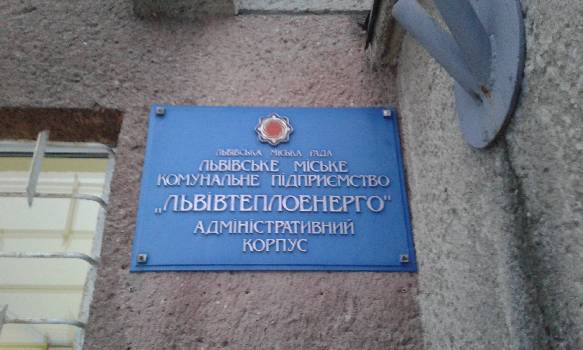 ЛЬВІВСЬКА МІСЬКА РАДА
ЛЬВІВСЬКЕ МІСЬКЕ
КОМУНАЛЬНЕ ПІДПРИЄМСТВО
„ЛЬВІВТЕПЛОЕНЕРГО"
АДМІНІСТРАТИВНИЙ
КОРПУС